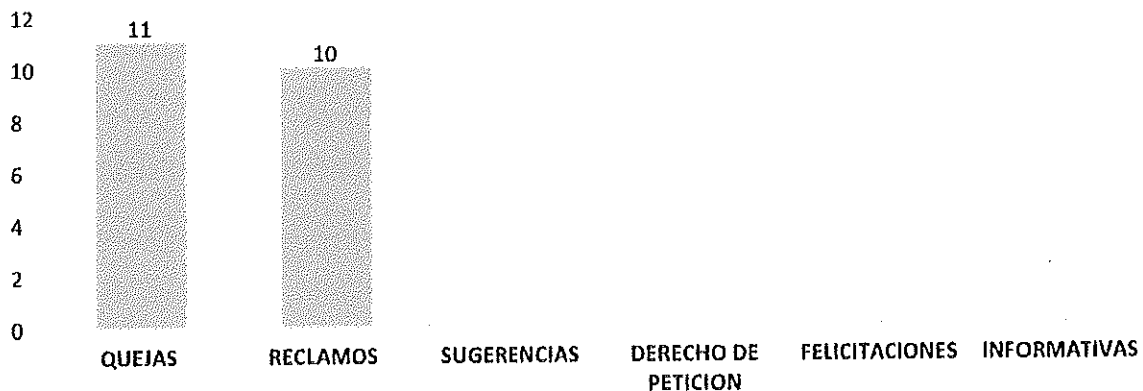 12
11
10
10
8
6
4
2
0
QUEJAS
RECLAMOS
SUGERENCIAS
DERECHO DE
PETICION
FELICITACIONES
INFORMATIVAS